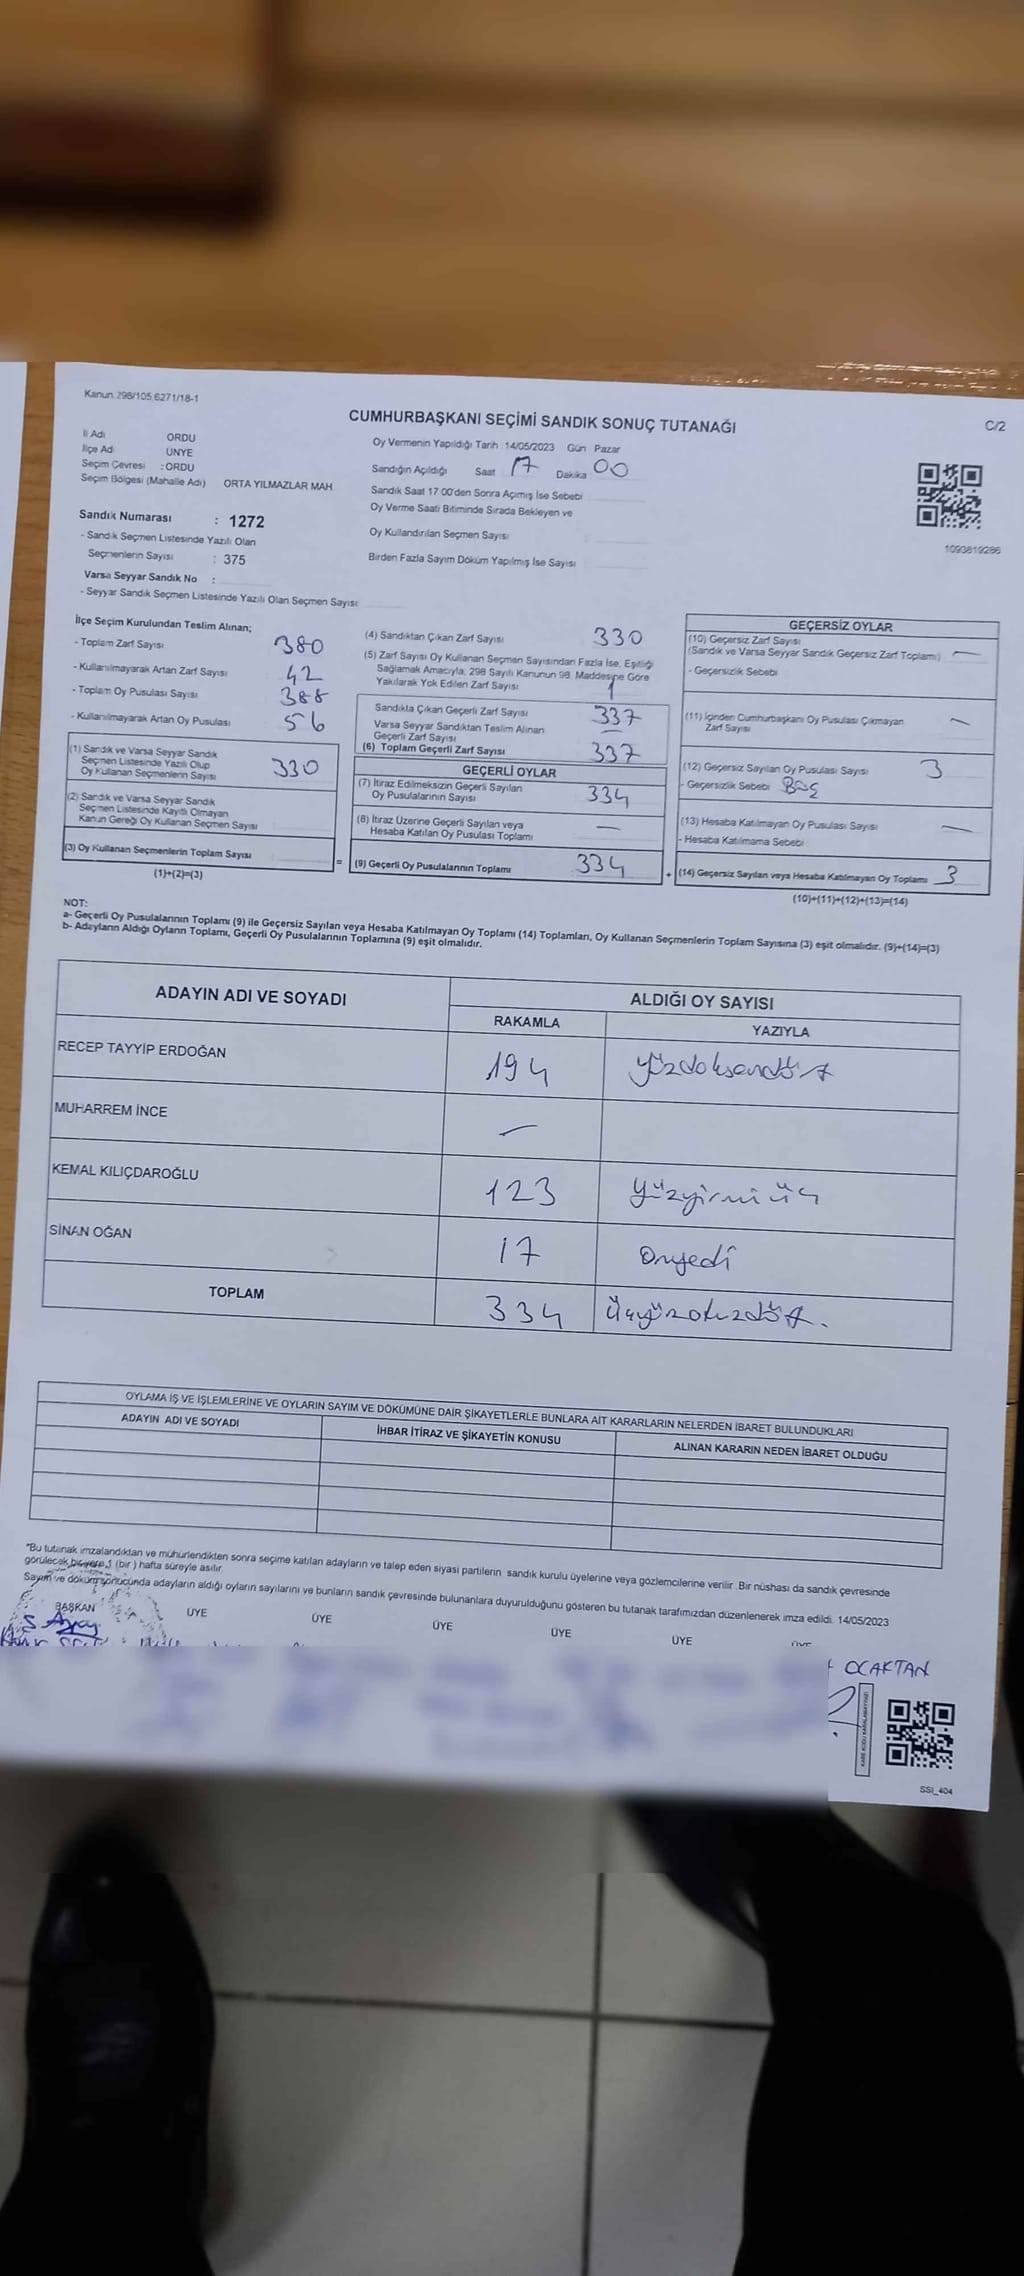 Kanun 298/105,6271/18-1
CUMHURBAŞKANI SEÇİMİ SANDIK SONUÇ TUTANAĞI
C/2
İl Adı ORDU
İlçe Adı ÜNYE
Seçim Çevresi : ORDU
Seçim Bölgesi (Mahalle Adı) ORTA YILMAZLAR MAH.
Oy Vermenin Yapıldığı Tarih : 14/05/2023 Gün Pazar
Sandığın Açıldığı Saat 17 Dakika 00
Sandık Saat 17:00'den Sonra Açımış İse Sebebi
Oy Verme Saati Bitiminde Sırada Bekleyen ve
Oy Kullandırılan Seçmen Sayısı :
Birden Fazla Sayım Döküm Yapılmış İse Sayısı
1093819286
Sandık Numarası : 1272
- Sandık Seçmen Listesinde Yazılı Olan
Seçmenlerin Sayısı : 375
Varsa Seyyar Sandık No :
- Seyyar Sandık Seçmen Listesinde Yazılı Olan Seçmen Sayısı
İlçe Seçim Kurulundan Teslim Alınan;
- Toplam Zarf Sayısı 380
- Kullanılmayarak Artan Zarf Sayısı 42
- Toplam Oy Pusulası Sayısı 388
- Kullanılmayarak Artan Oy Pusulası 56
(1) Sandık ve Varsa Seyyar Sandık
Seçmen Listesinde Yazılı Olup
Oy Kullanan Seçmenlerin Sayısı 330
(2) Sandık ve Varsa Seyyar Sandık
Seçmen Listesinde Kayıtlı Olmayan
Kanun Gereği Oy Kullanan Seçmen Sayısı
(3) Oy Kullanan Seçmenlerin Toplam Sayısı
(1)+(2)=(3)
=
(4) Sandıktan Çıkan Zarf Sayısı 330
(5) Zarf Sayısı Oy Kullanan Seçmen Sayısından Fazla İse, Eşitliği
Sağlamak Amacıyla, 298 Sayılı Kanunun 98. Maddesine Göre
Yakılarak Yok Edilen Zarf Sayısı 1
Sandıkta Çıkan Geçerli Zarf Sayısı 337
Varsa Seyyar Sandıktan Teslim Alınan
Geçerli Zarf Sayısı —
(6) Toplam Geçerli Zarf Sayısı 337
GEÇERLİ OYLAR
(7) İtiraz Edilmeksizin Geçerli Sayılan
Oy Pusulalarının Sayısı 334
(8) İtiraz Üzerine Geçerli Sayılan veya
Hesaba Katılan Oy Pusulası Toplamı —
(9) Geçerli Oy Pusulalarının Toplamı 334
+
GEÇERSİZ OYLAR
(10) Geçersiz Zarf Sayısı
(Sandık ve Varsa Seyyar Sandık Geçersiz Zarf Toplamı) —
- Geçersizlik Sebebi
(11) İçinden Cumhurbaşkanı Oy Pusulası Çıkmayan
Zarf Sayısı —
(12) Geçersiz Sayılan Oy Pusulası Sayısı 3
- Geçersizlik Sebebi Boş
(13) Hesaba Katılmayan Oy Pusulası Sayısı —
- Hesaba Katılmama Sebebi
(14) Geçersiz Sayılan veya Hesaba Katılmayan Oy Toplamı 3
(10)+(11)+(12)+(13)=(14)
NOT:
a- Geçerli Oy Pusulalarının Toplamı (9) ile Geçersiz Sayılan veya Hesaba Katılmayan Oy Toplamı (14) Toplamları, Oy Kullanan Seçmenlerin Toplam Sayısına (3) eşit olmalıdır. (9)+(14)=(3)
b- Adayların Aldığı Oyların Toplamı, Geçerli Oy Pusulalarının Toplamına (9) eşit olmalıdır.
ADAYIN ADI VE SOYADI ALDIĞI OY SAYISI
RAKAMLA YAZIYLA
RECEP TAYYİP ERDOĞAN 194 yüzdoksandört
MUHARREM İNCE —
KEMAL KILIÇDAROĞLU 123 yüzyirmiüç
SİNAN OĞAN 17 Onyedi
TOPLAM 334 üçyüzotuzdört.
OYLAMA İŞ VE İŞLEMLERİNE VE OYLARIN SAYIM VE DÖKÜMÜNE DAİR ŞİKAYETLERLE BUNLARA AİT KARARLARIN NELERDEN İBARET BULUNDUKLARI
ADAYIN ADI VE SOYADI İHBAR İTİRAZ VE ŞİKAYETİN KONUSU ALINAN KARARIN NEDEN İBARET OLDUĞU
*Bu tutanak imzalandıktan ve mühürlendikten sonra seçime katılan adayların ve talep eden siyasi partilerin sandık kurulu üyelerine veya gözlemcilerine verilir. Bir nüshası da sandık çevresinde
görülecek bir yere 1 (bir) hafta süreyle asılır.
Sayım ve dökÜm sonucunda adayların aldığı oyların sayılarını ve bunların sandık çevresinde bulunanlara duyurulduğunu gösteren bu tutanak tarafımızdan düzenlenerek imza edildi. 14/05/2023
BAŞKAN ÜYE ÜYE ÜYE ÜYE ÜYE ÜYE
OCAKTAN
KARE KODU KARALAMAYINIZ!
SSI_404